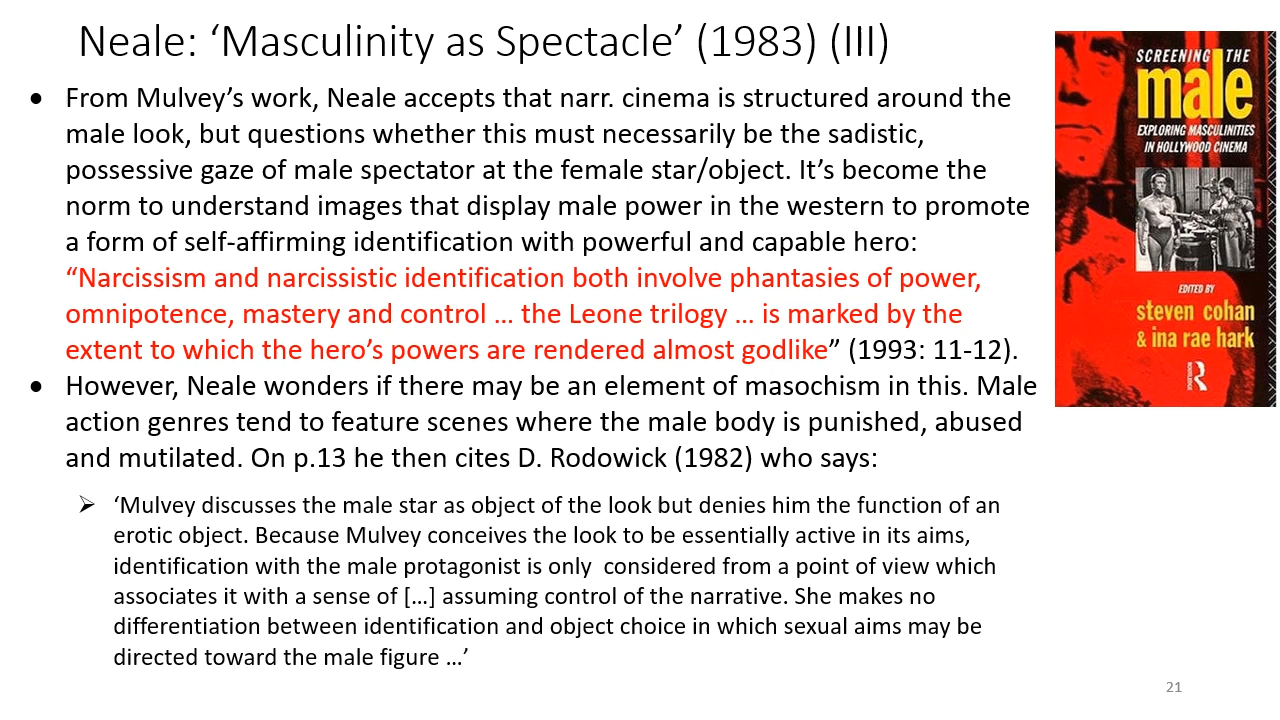 Neale: ‘Masculinity as Spectacle’ (1983) (III)
● From Mulvey’s work, Neale accepts that narr. cinema is structured around the
male look, but questions whether this must necessarily be the sadistic,
possessive gaze of male spectator at the female star/object. It’s become the
norm to understand images that display male power in the western to promote
a form of self-affirming identification with powerful and capable hero:
“Narcissism and narcissistic identification both involve phantasies of power,
omnipotence, mastery and control … the Leone trilogy … is marked by the
extent to which the hero’s powers are rendered almost godlike” (1993: 11-12).
● However, Neale wonders if there may be an element of masochism in this. Male
action genres tend to feature scenes where the male body is punished, abused
and mutilated. On p.13 he then cites D. Rodowick (1982) who says:
➢ ‘Mulvey discusses the male star as object of the look but denies him the function of an
erotic object. Because Mulvey conceives the look to be essentially active in its aims,
identification with the male protagonist is only  considered from a point of view which
associates it with a sense of […] assuming control of the narrative. She makes no
differentiation between identification and object choice in which sexual aims may be
directed toward the male figure …’
SCREENING THE
male
EXPLORING MASCULINITIES
IN HOLLYWOOD CINEMA
EDITED BY
steven cohan
& ina rae hark
ROUTLEDGE
21